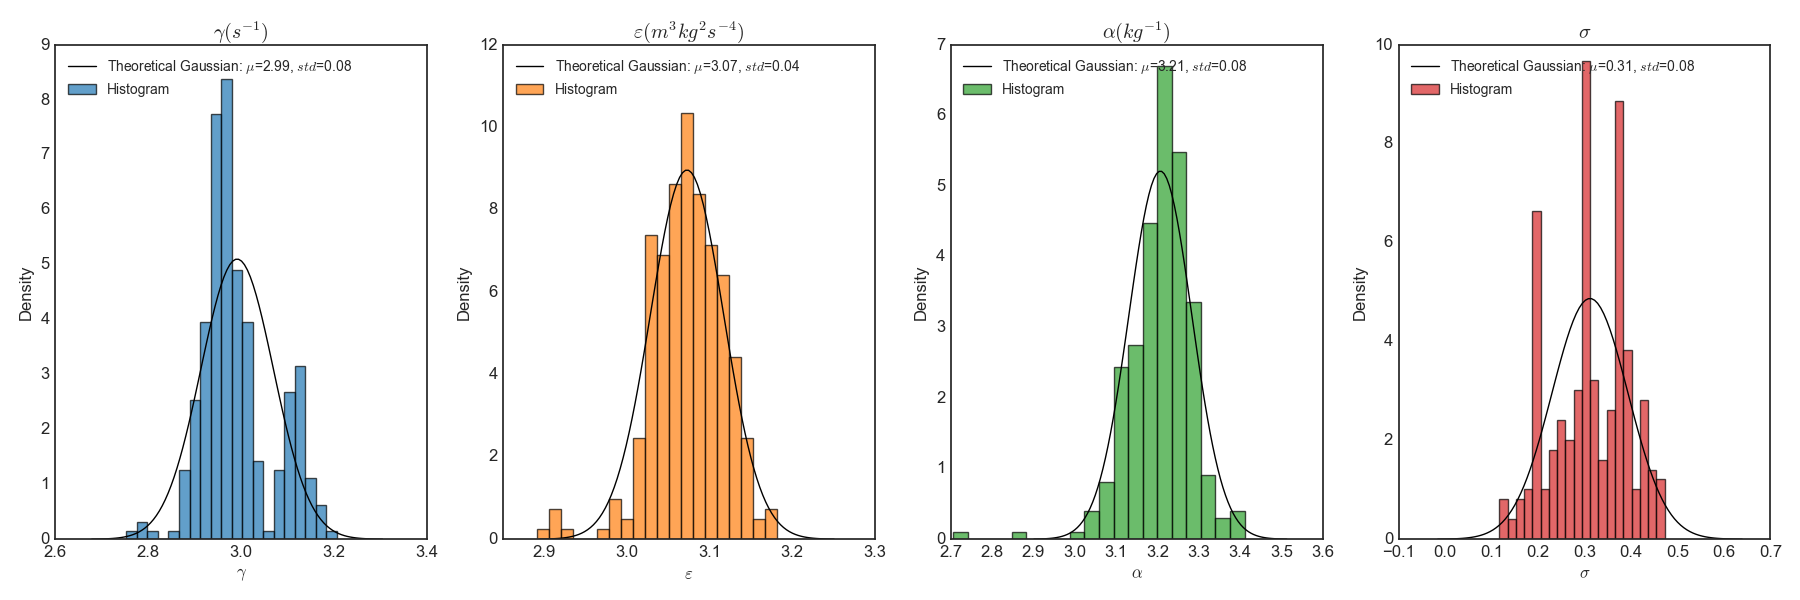 γ(s⁻¹)
Theoretical Gaussian: μ=2.99, std=0.08
Histogram
Density
9
8
7
6
5
4
3
2
1
0
2.6 2.8 3.0 3.2 3.4
γ
ε(m³kg²s⁻⁴)
Theoretical Gaussian: μ=3.07, std=0.04
Histogram
Density
12
10
8
6
4
2
0
2.9 3.0 3.1 3.2 3.3
ε
α(kg⁻¹)
Theoretical Gaussian: μ=3.21, std=0.08
Histogram
Density
7
6
5
4
3
2
1
0
2.7 2.8 2.9 3.0 3.1 3.2 3.3 3.4 3.5 3.6
α
σ
Theoretical Gaussian: μ=0.31, std=0.08
Histogram
Density
10
8
6
4
2
0
−0.1 0.0 0.1 0.2 0.3 0.4 0.5 0.6 0.7
σ